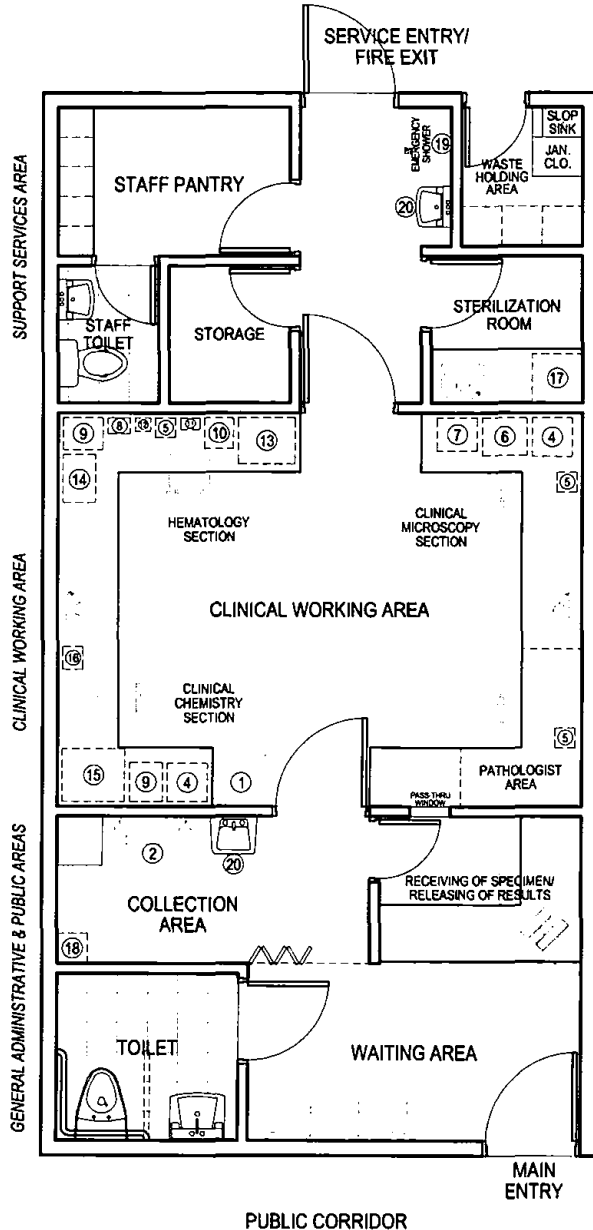 SERVICE ENTRY/
FIRE EXIT
SUPPORT SERVICES AREA
STAFF PANTRY
EMERGENCY
SHOWER
19
20
SLOP
SINK
JAN.
CLO.
WASTE
HOLDING
AREA
STAFF
TOILET
STORAGE
STERILIZATION
ROOM
17
CLINICAL WORKING AREA
9
8
5
10
13
14
7
6
4
5
HEMATOLOGY
SECTION
CLINICAL
MICROSCOPY
SECTION
CLINICAL WORKING AREA
16
CLINICAL
CHEMISTRY
SECTION
5
15
9
4
1
PATHOLOGIST
AREA
PASS-THRU
WINDOW
GENERAL ADMINISTRATIVE & PUBLIC AREAS
2
20
COLLECTION
AREA
18
RECEIVING OF SPECIMEN/
RELEASING OF RESULTS
TOILET
WAITING AREA
MAIN
ENTRY
PUBLIC CORRIDOR